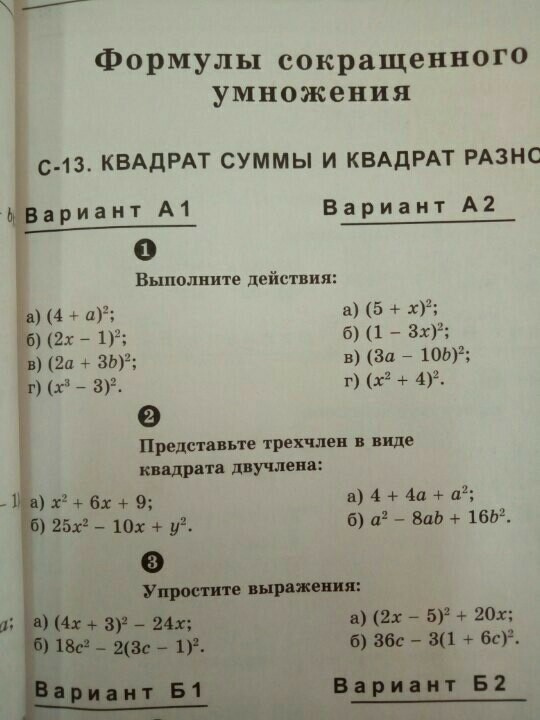 Формулы сокращенного
умножения
С-13. КВАДРАТ СУММЫ И КВАДРАТ РАЗНО
Вариант А1
Вариант А2
1
Выполните действия:
а) (4 + a)²;
б) (2x − 1)²;
в) (2a + 3b)²;
г) (x³ − 3)².
а) (5 + x)²;
б) (1 − 3x)²;
в) (3a − 10b)²;
г) (x² + 4)².
2
Представьте трехчлен в виде
квадрата двучлена:
а) x² + 6x + 9;
б) 25x² − 10x + y².
а) 4 + 4a + a²;
б) a² − 8ab + 16b².
3
Упростите выражения:
а) (4x + 3)² − 24x;
б) 18c² − 2(3c − 1)².
а) (2x − 5)² + 20x;
б) 36c − 3(1 + 6c)².
Вариант Б1
Вариант Б2